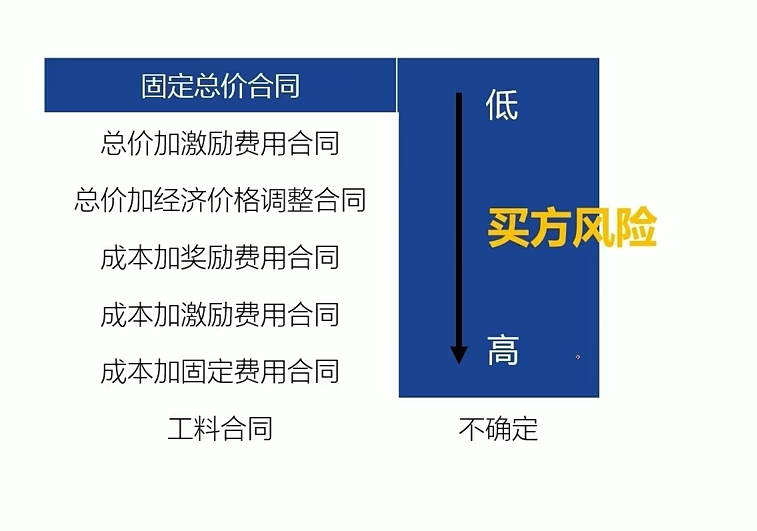 固定总价合同
低
总价加激励费用合同
总价加经济价格调整合同
买方风险
成本加奖励费用合同
成本加激励费用合同
高
成本加固定费用合同
工料合同
不确定